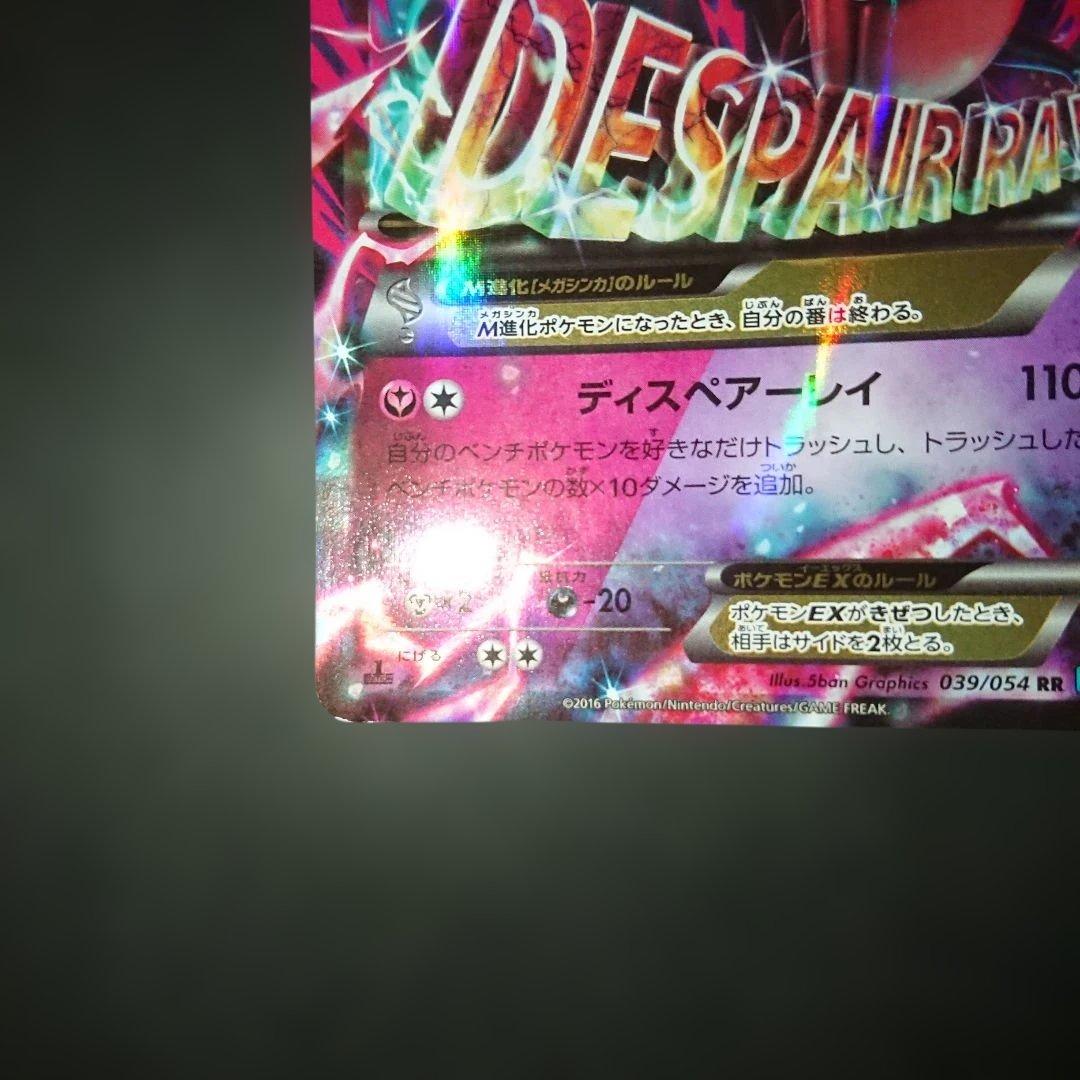 DESPAIR RAY
M進化[メガシンカ]のルール
M進化ポケモンになったとき、自分の番は終わる。
ディスペアーレイ 110
自分のベンチポケモンを好きなだけトラッシュし、トラッシュした
ベンチポケモンの数×10ダメージを追加。
×2 抵抗力 -20
ポケモンEXのルール
ポケモンEXがきぜつしたとき、
相手はサイドを2枚とる。
にげる
Illus. 5ban Graphics 039/054 RR
©2016 Pokémon/Nintendo/Creatures/GAME FREAK.